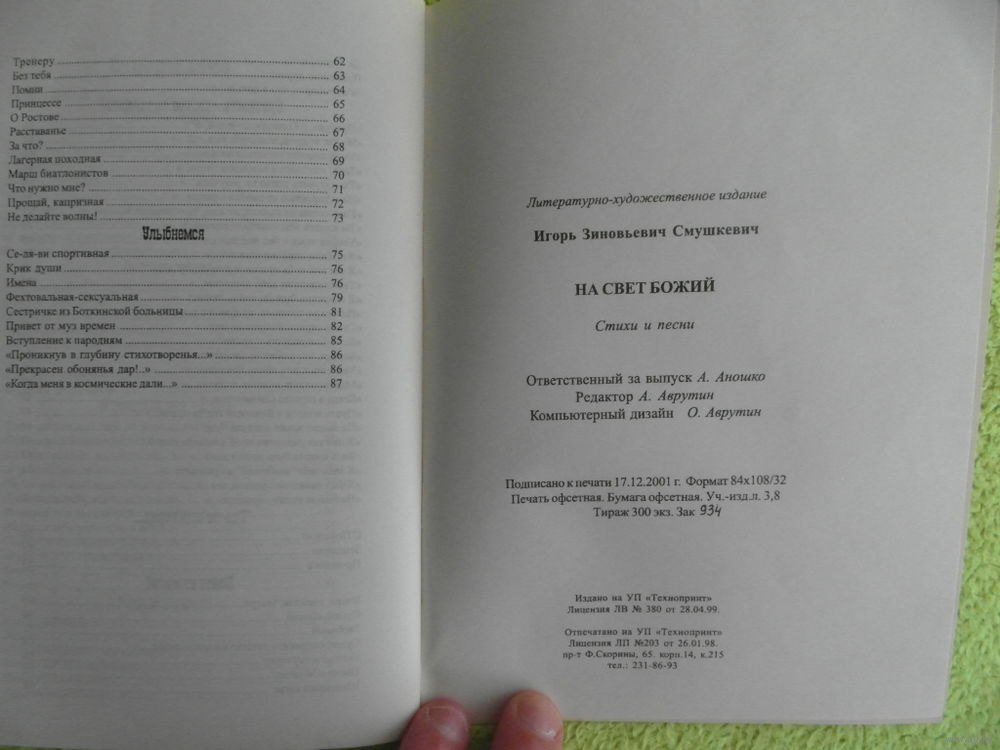 Тренеру 62
Без тебя 63
Помни 64
Принцессе 65
О Ростове 66
Расставанье 67
За что? 68
Лагерная походная 69
Марш биатлонистов 70
Что нужно мне? 71
Прощай, капризная 72
Не делайте волны! 73
Улыбнемся
Се-ля-ви спортивная 75
Крик души 76
Имена 76
Фехтовальная-сексуальная 79
Сестричке из Боткинской больницы 81
Привет от муз времен 82
Вступление к пародиям 85
«Проникнув в глубину стихотворенья...» 86
«Прекрасен обонянья дар!..» 86
«Когда меня в космические дали...» 87
Литературно-художественное издание
Игорь Зиновьевич Смушкевич
НА СВЕТ БОЖИЙ
Стихи и песни
Ответственный за выпуск А. Аношко
Редактор А. Аврутин
Компьютерный дизайн О. Аврутин
Подписано к печати 17.12.2001 г. Формат 84х108/32
Печать офсетная. Бумага офсетная. Уч.-изд.л. 3,8
Тираж 300 экз. Зак 934
Издано на УП «Технопринт»
Лицензия ЛВ № 380 от 28.04.99.
Отпечатано на УП «Технопринт»
Лицензия ЛП №203 от 26.01.98.
пр-т Ф.Скорины, 65. корп.14, к.215
тел.: 231-86-93